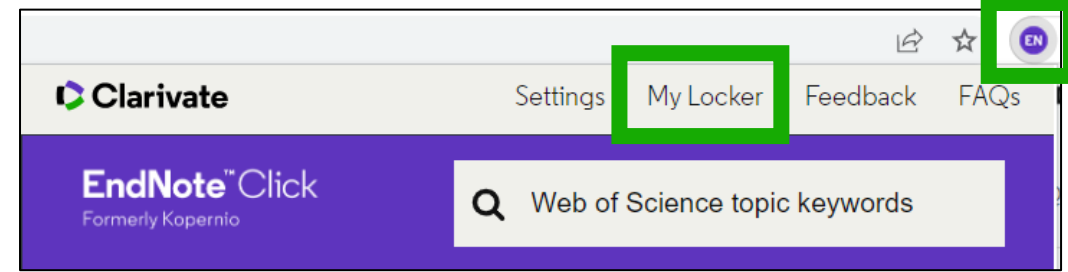 EN
Clarivate
Settings My Locker Feedback FAQs
EndNote™ Click
Formerly Kopernio
Web of Science topic keywords